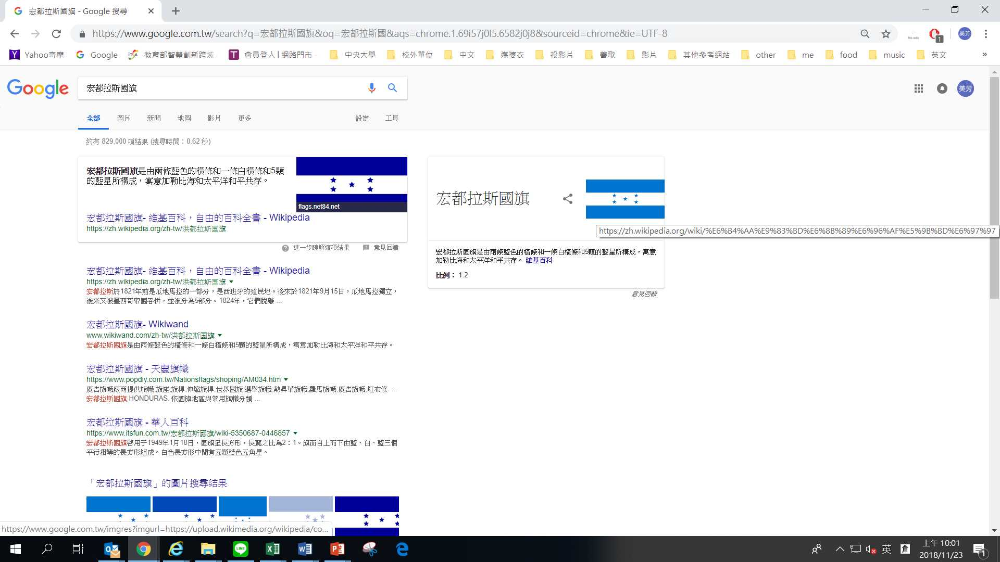 宏都拉斯國旗 - Google 搜尋
https://www.google.com.tw/search?q=宏都拉斯國旗&oq=宏都拉斯國&aqs=chrome.1.69i57j0l5.6582j0j8&sourceid=chrome&ie=UTF-8
1
美芳
Yahoo奇摩
Google
教育部智慧創新跨域
會員登入 | 網路門市
中央大學
校外單位
中文
媒婆衣
投影片
善歌
影片
其他參考網站
other
me
food
music
英文
»
Google
宏都拉斯國旗
美芳
全部
圖片
新聞
地圖
影片
更多
設定
工具
約有 829,000 項結果 (搜尋時間：0.62 秒)
宏都拉斯國旗是由兩條藍色的橫條和一條白橫條和5顆
的藍星所構成，寓意加勒比海和太平洋和平共存。
flags.net84.net
宏都拉斯國旗- 維基百科，自由的百科全書 - Wikipedia
https://zh.wikipedia.org/zh-tw/洪都拉斯国旗
進一步瞭解這項結果
意見回饋
宏都拉斯國旗- 維基百科，自由的百科全書 - Wikipedia
https://zh.wikipedia.org/zh-tw/洪都拉斯国旗
宏都拉斯於1821年前是瓜地馬拉的一部分，是西班牙的殖民地。後來於1821年9月15日，瓜地馬拉獨立，
後來又被墨西哥帝國吞併，並被分為5部分。1824年，它們脫離 ...
宏都拉斯國旗- Wikiwand
www.wikiwand.com/zh-tw/洪都拉斯国旗
宏都拉斯國旗是由兩條藍色的橫條和一條白橫條和5顆的藍星所構成，寓意加勒比海和太平洋和平共存。
宏都拉斯國旗 - 天麗旗幟
https://www.popdiy.com.tw/Nationsflags/shoping/AM034.htm
廣告旗幟廠商提供旗幟;旗座;旗桿;伸縮旗桿;世界國旗;選舉旗幟;熱昇華旗幟;羅馬旗幟;廣告旗幟;紅布條. ...
宏都拉斯國旗 HONDURAS. 依國旗地區與常用旗幟分類 ...
宏都拉斯國旗 - 華人百科
https://www.itsfun.com.tw/宏都拉斯國旗/wiki-5350687-0446857
宏都拉斯國旗啓用于1949年1月18日，國旗呈長方形，長寬之比為2：1。旗面自上而下由藍、白、藍三個
平行相等的長方形組成。白色長方形中間有五顆藍色五角星。
「宏都拉斯國旗」的圖片搜尋結果
宏都拉斯國旗
https://zh.wikipedia.org/wiki/%E6%B4%AA%E9%83%BD%E6%8B%89%E6%96%AF%E5%9B%BD%E6%97%97
宏都拉斯國旗是由兩條藍色的橫條和一條白橫條和5顆的藍星所構成，寓意
加勒比海和太平洋和平共存。 維基百科
比例： 1:2
意見回饋
https://www.google.com.tw/imgres?imgurl=https://upload.wikimedia.org/wikipedia/co...
LINE
英
倉
上午 10:01
2018/11/23
1